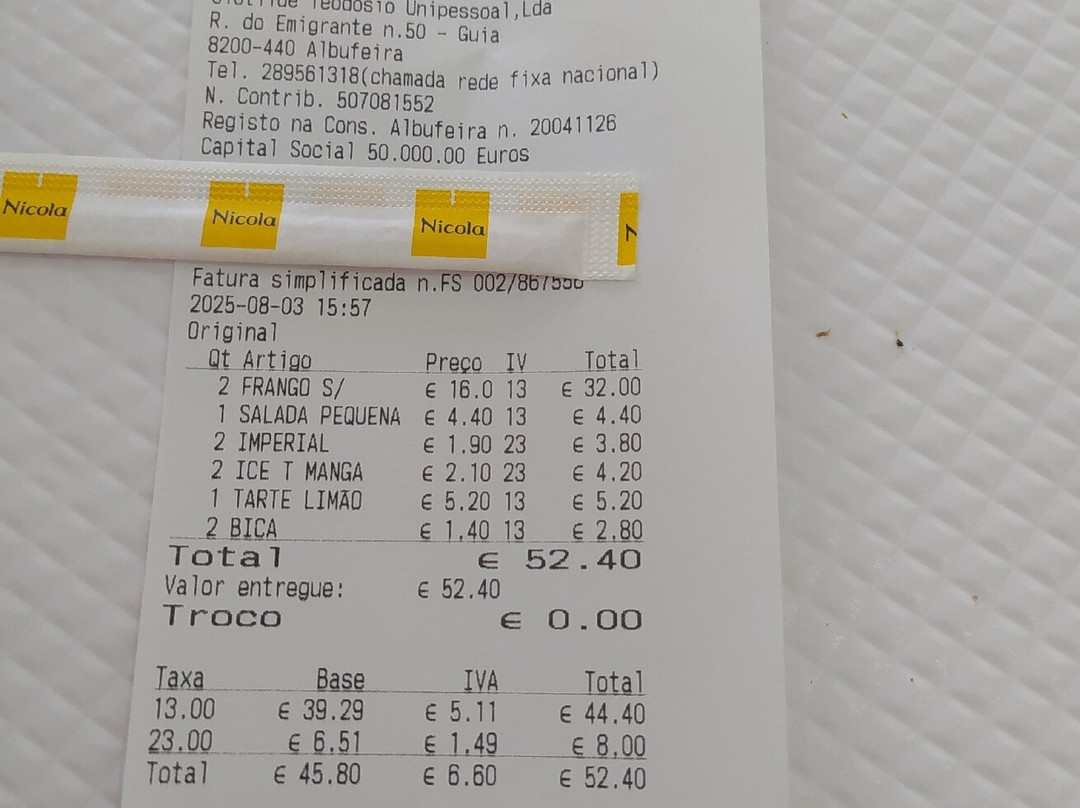 Teodósio Unipessoal,Lda
R. do Emigrante n.50 - Guia
8200-440 Albufeira
Tel. 289561318(chamada rede fixa nacional)
N. Contrib. 507081552
Registo na Cons. Albufeira n. 20041126
Capital Social 50.000.00 Euros
Nicola Nicola Nicola N
Fatura simplificada n.FS
2025-08-03 15:57
Original
Qt Artigo Preço IV Total
2 FRANGO S/ € 16.0 13 € 32.00
1 SALADA PEQUENA € 4.40 13 € 4.40
2 IMPERIAL € 1.90 23 € 3.80
2 ICE T MANGA € 2.10 23 € 4.20
1 TARTE LIMÃO € 5.20 13 € 5.20
2 BICA € 1.40 13 € 2.80
Total € 52.40
Valor entregue: € 52.40
Troco € 0.00
Taxa Base IVA Total
13.00 € 39.29 € 5.11 € 44.40
23.00 € 6.51 € 1.49 € 8.00
Total € 45.80 € 6.60 € 52.40